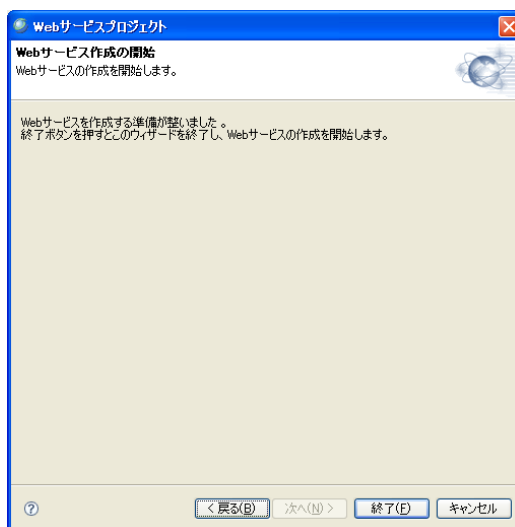 Webサービスプロジェクト
Webサービス作成の開始
Webサービスの作成を開始します。
Webサービスを作成する準備が整いました。
終了ボタンを押すとこのウィザードを終了し、Webサービスの作成を開始します。
?
< 戻る(B) 次へ(N) > 終了(F) キャンセル